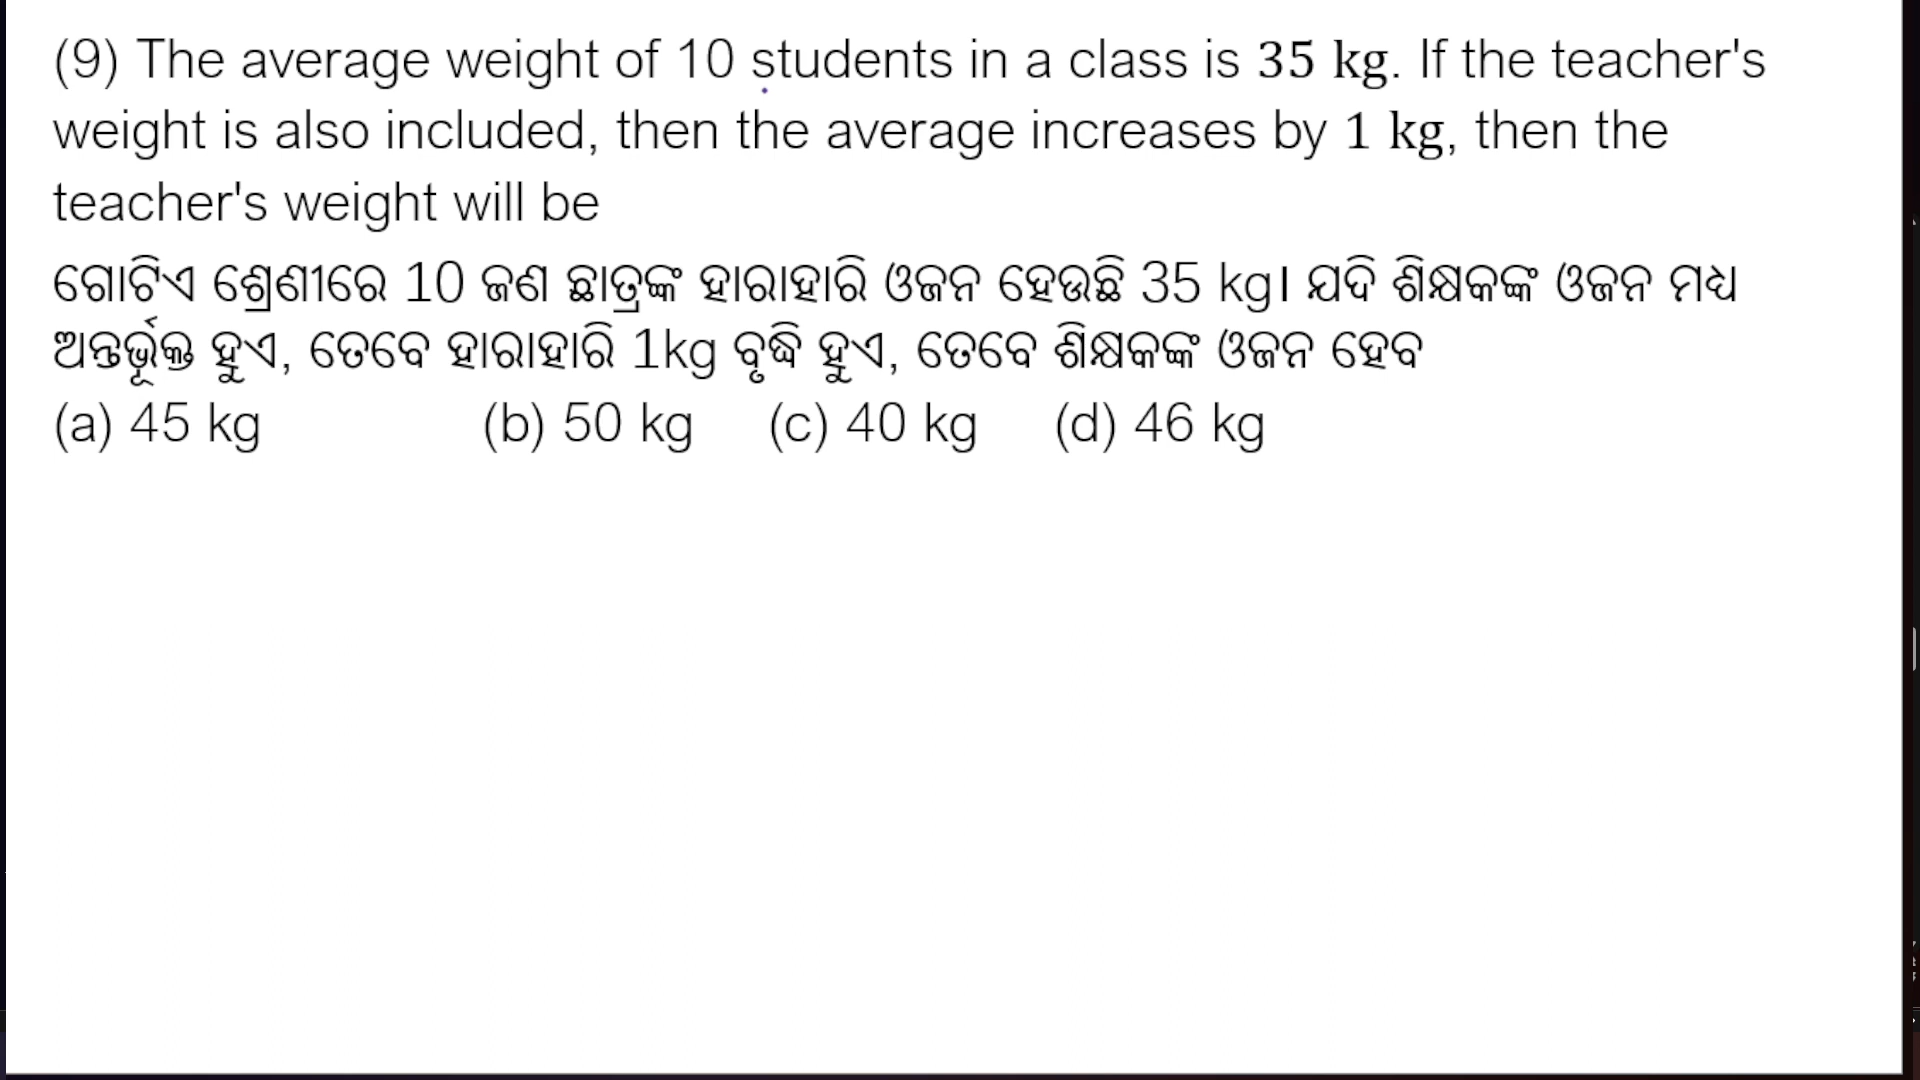 (9) The average weight of 10 students in a class is 35 kg. If the teacher's
weight is also included, then the average increases by 1 kg, then the
teacher's weight will be
ଗୋଟିଏ ଶ୍ରେଣୀରେ 10 ଜଣ ଛାତ୍ରଙ୍କ ହାରାହାରି ଓଜନ ହେଉଛି 35 kg। ଯଦି ଶିକ୍ଷକଙ୍କ ଓଜନ ମଧ୍ୟ
ଅନ୍ତର୍ଭୂକ୍ତ ହୁଏ, ତେବେ ହାରାହାରି 1kg ବୃଦ୍ଧି ହୁଏ, ତେବେ ଶିକ୍ଷକଙ୍କ ଓଜନ ହେବ
(a) 45 kg (b) 50 kg (c) 40 kg (d) 46 kg